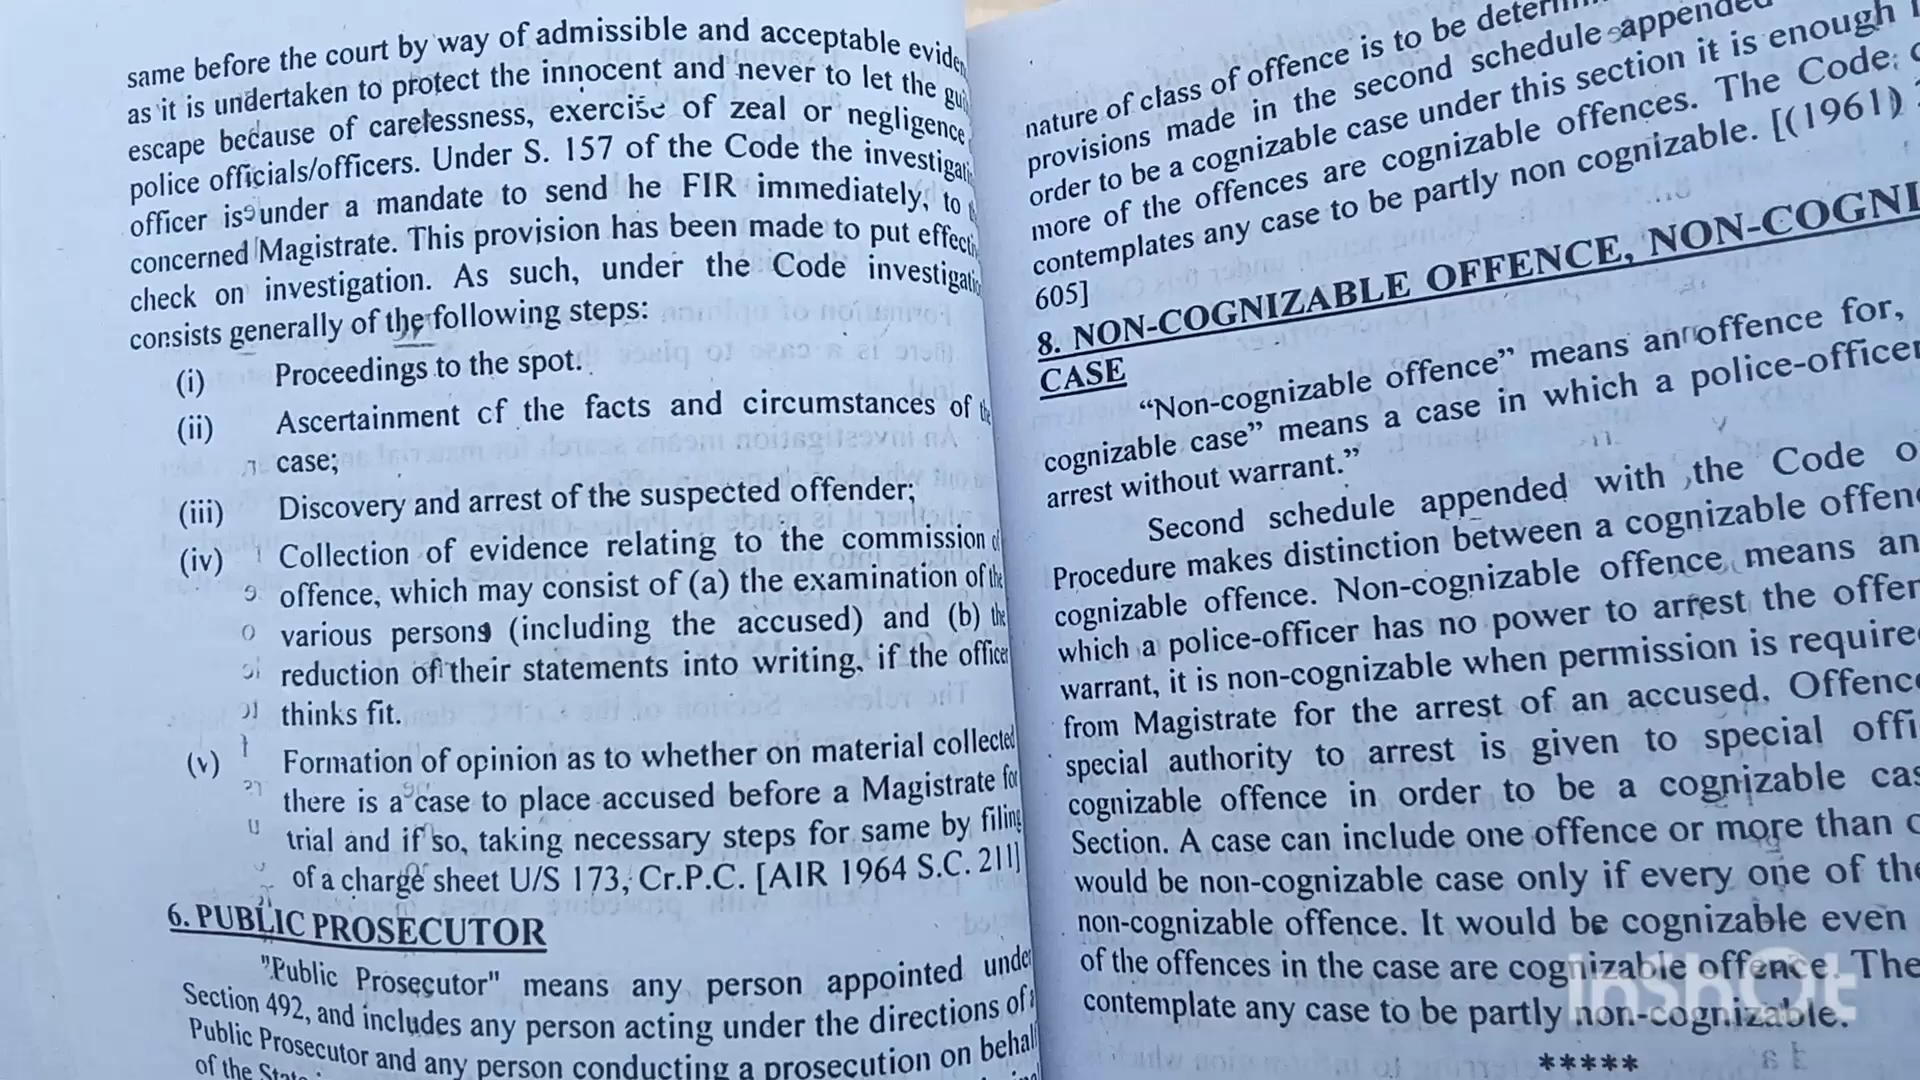 same before the court by way of admissible and acceptable
as it is undertaken to protect the innocent and never to let the
escape because of carelessness, exercise of zeal or negligence
police officials/officers. Under S. 157 of the Code the
officer is under a mandate to send he FIR immediately, to
concerned Magistrate. This provision has been made to put
check on investigation. As such, under the Code
consists generally of the following steps:
(i) Proceedings to the spot.
(ii) Ascertainment of the facts and circumstances of the
case;
(iii) Discovery and arrest of the suspected offender;
(iv) Collection of evidence relating to the commission
offence, which may consist of (a) the examination of the
various persons (including the accused) and (b) the
reduction of their statements into writing, if the officer
thinks fit.
(v) Formation of opinion as to whether on material collected
there is a case to place accused before a Magistrate for
trial and if so, taking necessary steps for same by filing
of a charge sheet U/S 173, Cr.P.C. [AIR 1964 S.C. 211]
6. PUBLIC PROSECUTOR
"Public Prosecutor" means any person appointed under
Section 492, and includes any person acting under the directions of a
Public Prosecutor and any person conducting a prosecution on behalf
of the
nature of class of offence is to be
provisions made in the second schedule appended
order to be a cognizable case under this section it is enough
more of the offences are cognizable offences. The Code
contemplates any case to be partly non cognizable. [(1961)
605]
8. NON-COGNIZABLE OFFENCE,
CASE
“Non-cognizable offence” means an offence for,
cognizable case” means a case in which a police-officer
arrest without warrant.”
Second schedule appended with the Code
Procedure makes distinction between a cognizable
cognizable offence. Non-cognizable offence means an
which a police-officer has no power to arrest the
warrant, it is non-cognizable when permission is
from Magistrate for the arrest of an accused.
special authority to arrest is given to special
cognizable offence in order to be a cognizable
Section. A case can include one offence or more than
would be non-cognizable case only if every one of
non-cognizable offence. It would be cognizable even
of the offences in the case are cognizable offence. The
contemplate any case to be partly non-cognizable.
*****
InShOt